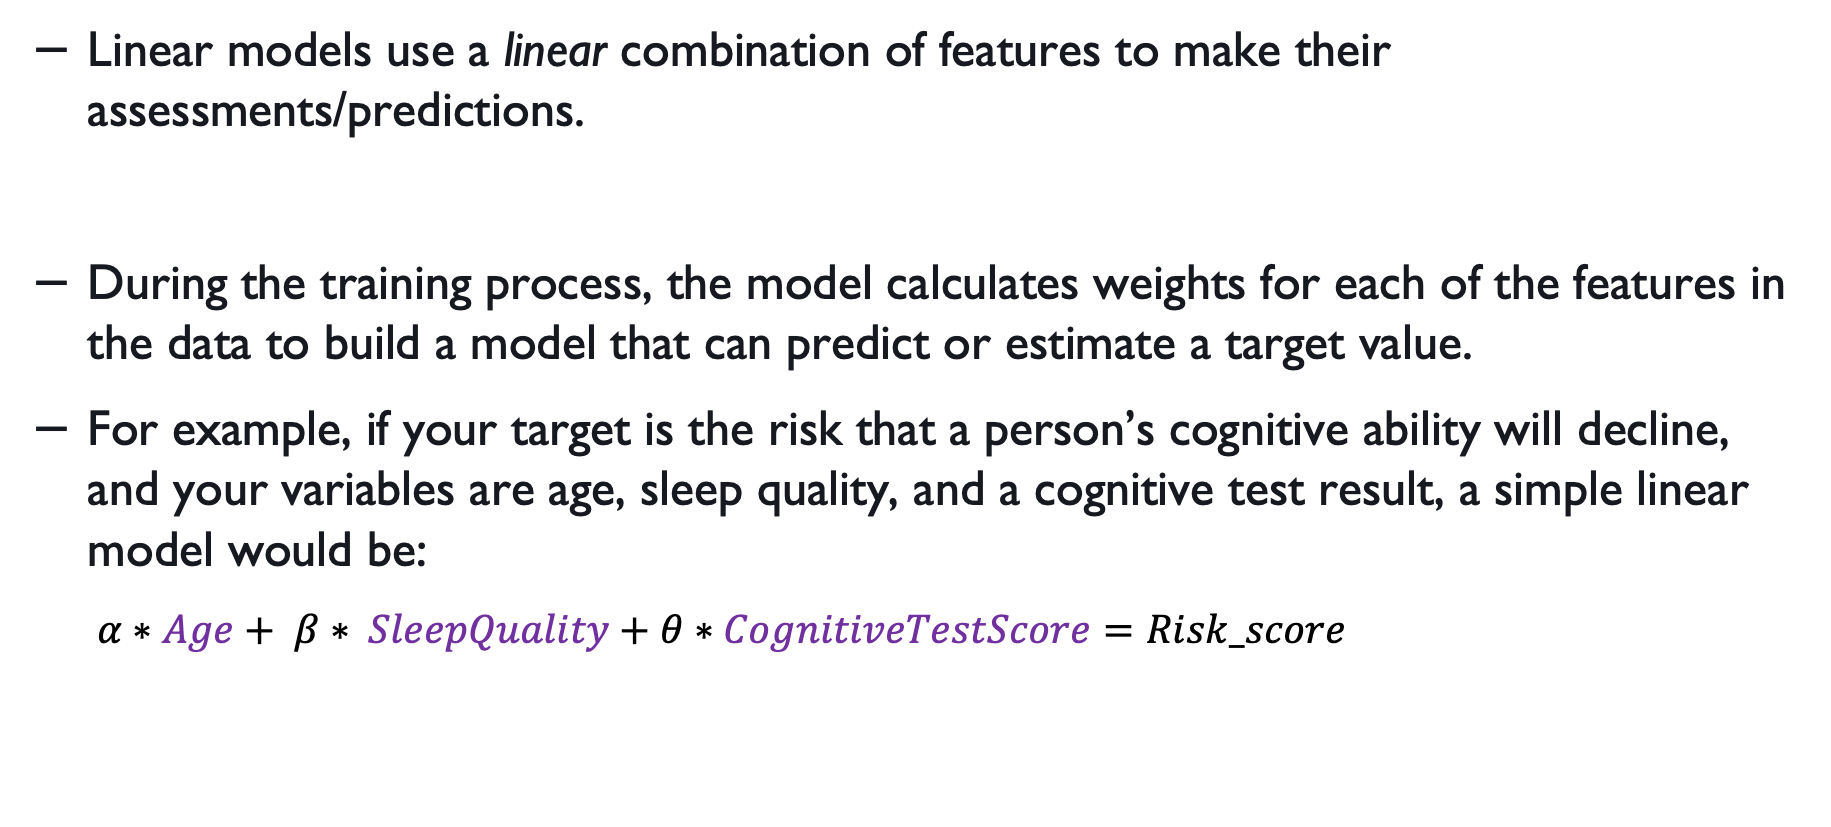 – Linear models use a linear combination of features to make their
assessments/predictions.
– During the training process, the model calculates weights for each of the features in
the data to build a model that can predict or estimate a target value.
– For example, if your target is the risk that a person’s cognitive ability will decline,
and your variables are age, sleep quality, and a cognitive test result, a simple linear
model would be:
α ∗ Age + β ∗ SleepQuality + θ ∗ CognitiveTestScore = Risk_score